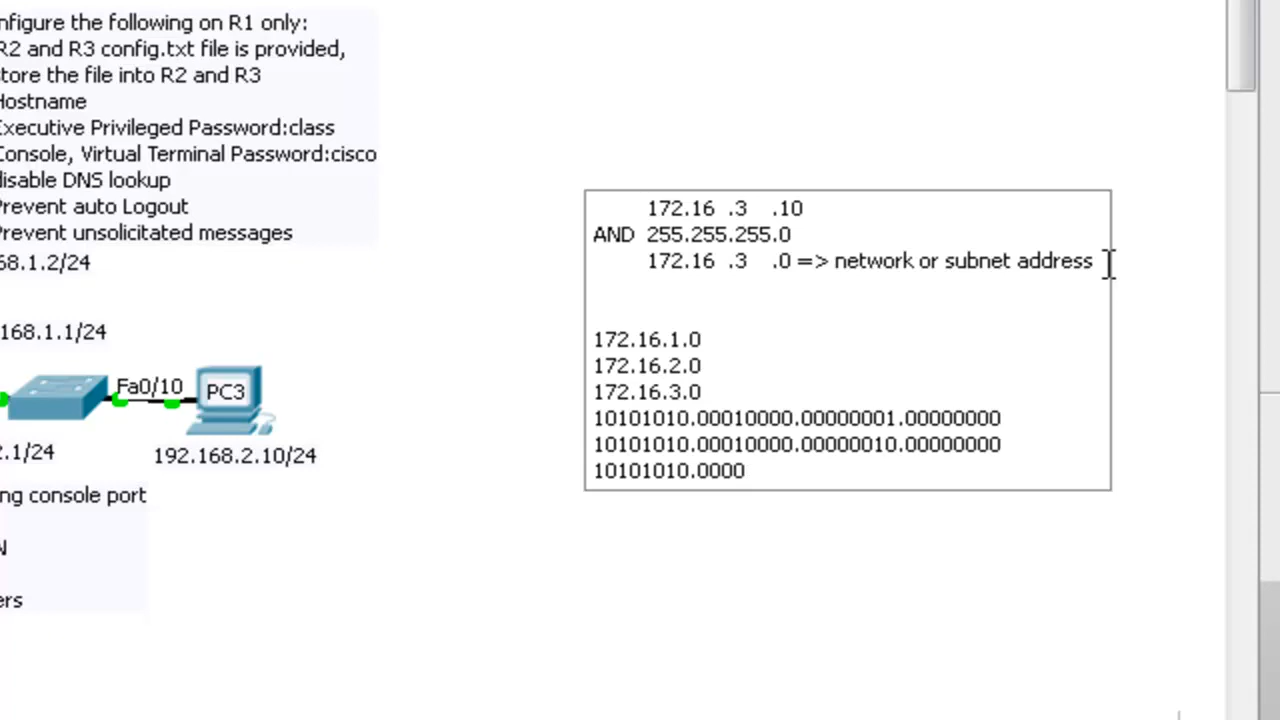 nfigure the following on R1 only:
R2 and R3 config.txt file is provided,
tore the file into R2 and R3
Hostname
Executive Privileged Password:class
Console, Virtual Terminal Password:cisco
disable DNS lookup
Prevent auto Logout
Prevent unsolicitated messages
68.1.2/24
168.1.1/24
Fa0/10
PC3
2.1/24
192.168.2.10/24
ng console port
N
ers
172.16 .3 .10
AND 255.255.255.0
172.16 .3 .0 => network or subnet address
172.16.1.0
172.16.2.0
172.16.3.0
10101010.00010000.00000001.00000000
10101010.00010000.00000010.00000000
10101010.0000